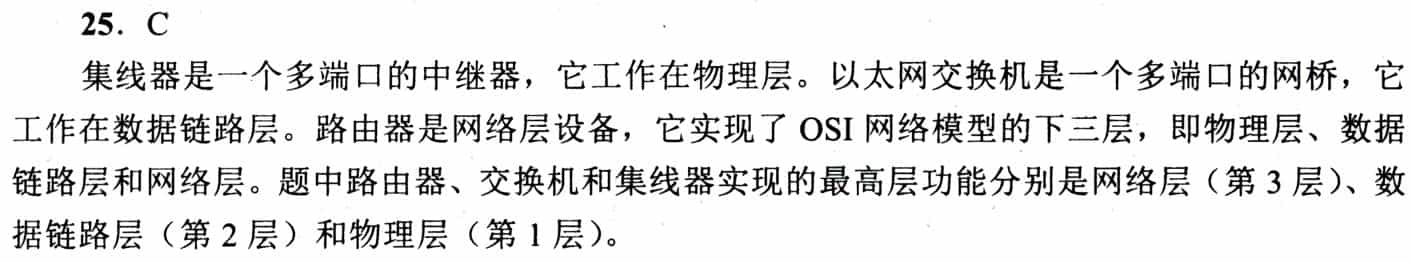 25. C
集线器是一个多端口的中继器，它工作在物理层。以太网交换机是一个多端口的网桥，它
工作在数据链路层。路由器是网络层设备，它实现了 OSI 网络模型的下三层，即物理层、数据
链路层和网络层。题中路由器、交换机和集线器实现的最高层功能分别是网络层（第 3 层）、数
据链路层（第 2 层）和物理层（第 1 层）。